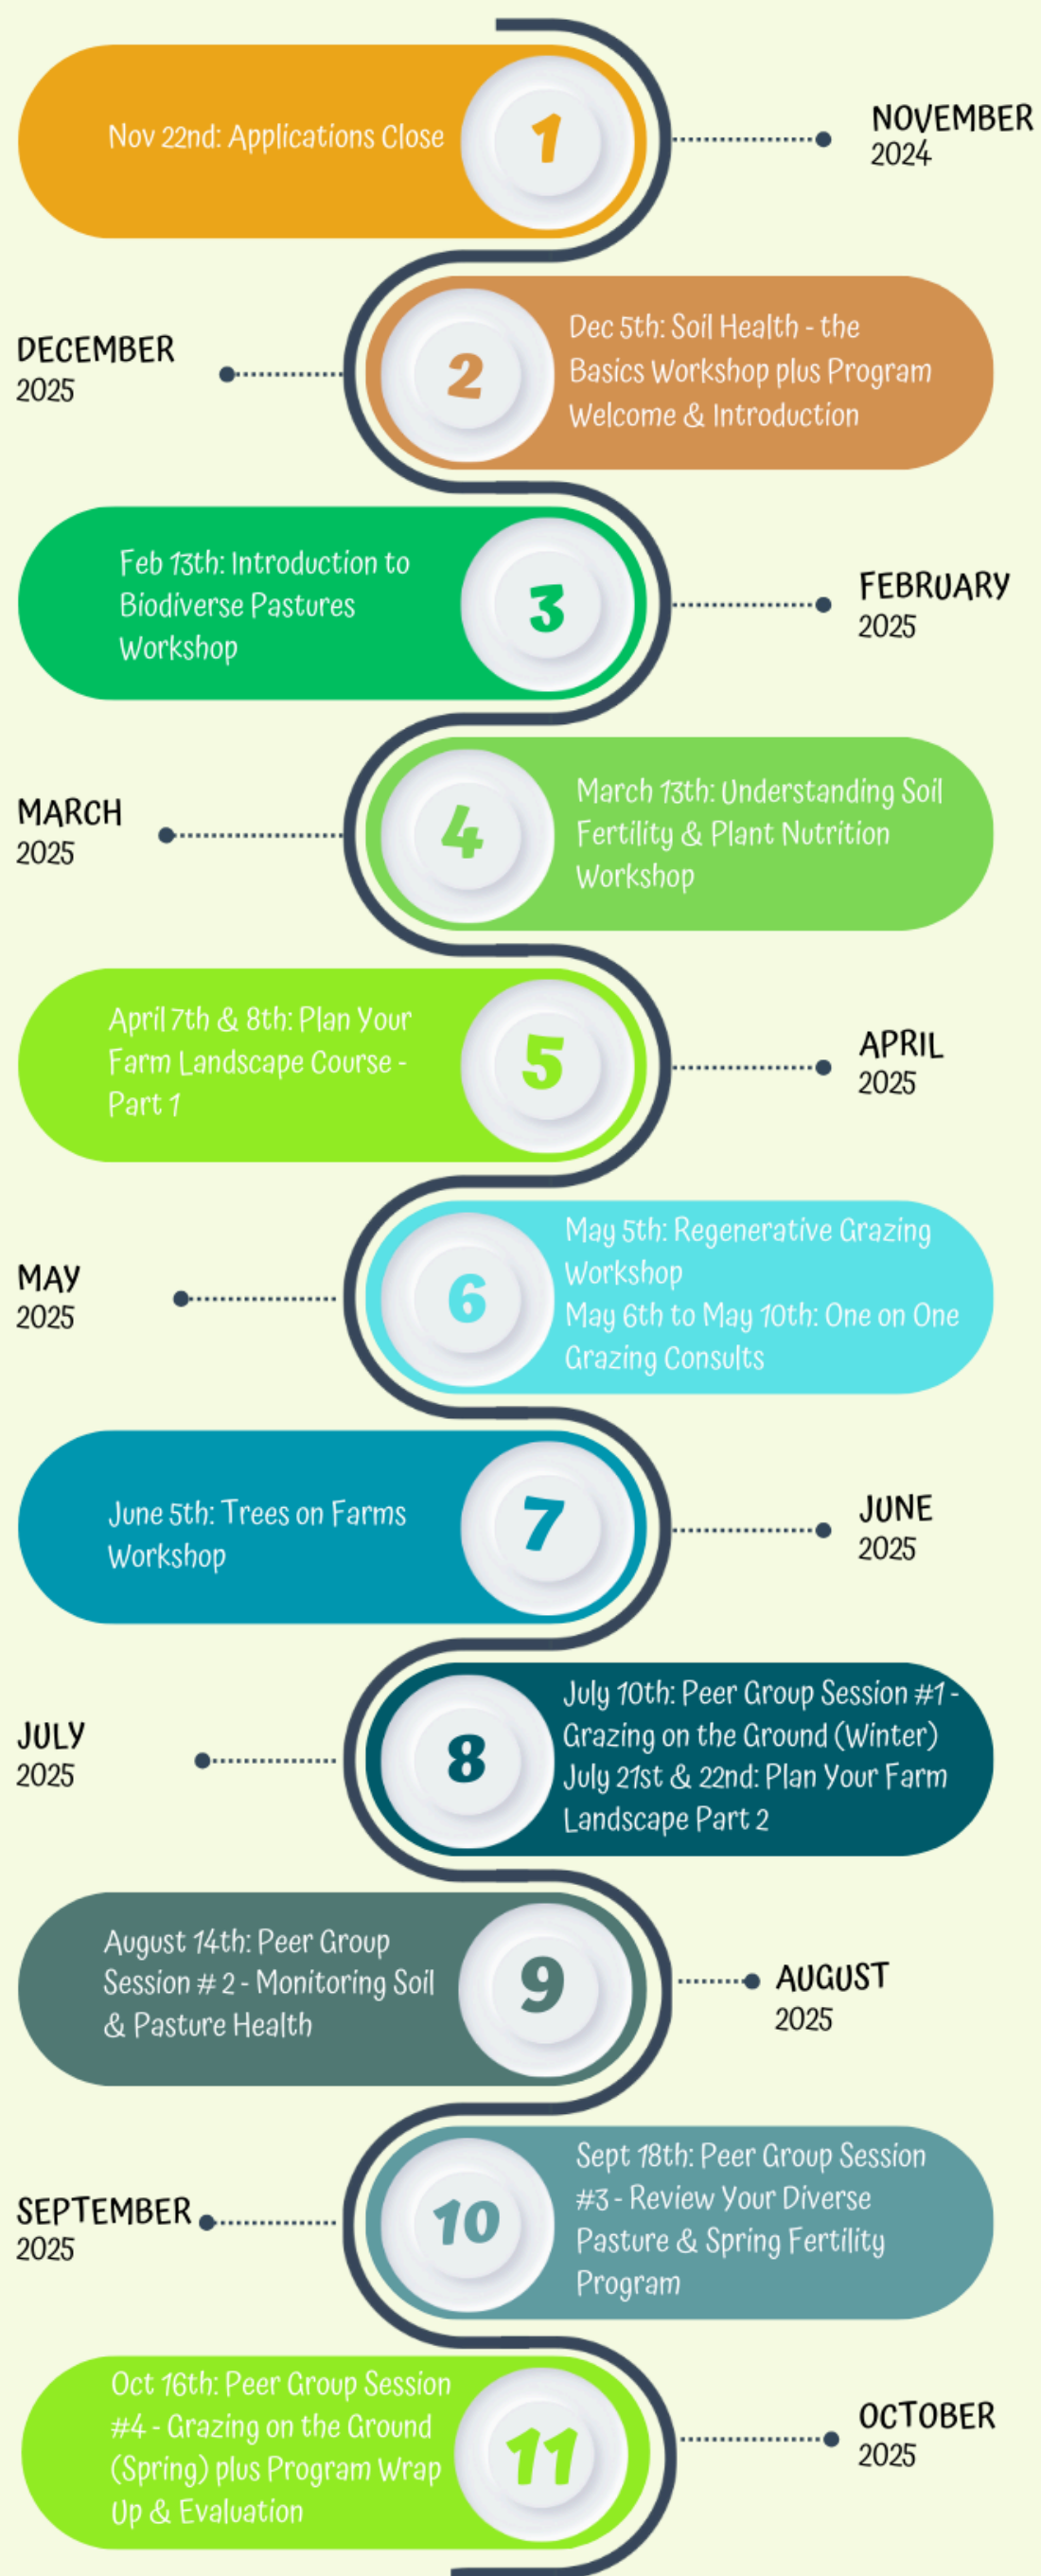 Nov 22nd: Applications Close
1
NOVEMBER
2024
DECEMBER
2025
2
Dec 5th: Soil Health - the
Basics Workshop plus Program
Welcome & Introduction
Feb 13th: Introduction to
Biodiverse Pastures
Workshop
3
FEBRUARY
2025
MARCH
2025
4
March 13th: Understanding Soil
Fertility & Plant Nutrition
Workshop
April 7th & 8th: Plan Your
Farm Landscape Course -
Part 1
5
APRIL
2025
MAY
2025
6
May 5th: Regenerative Grazing
Workshop
May 6th to May 10th: One on One
Grazing Consults
June 5th: Trees on Farms
Workshop
7
JUNE
2025
JULY
2025
8
July 10th: Peer Group Session #1 -
Grazing on the Ground (Winter)
July 21st & 22nd: Plan Your Farm
Landscape Part 2
August 14th: Peer Group
Session # 2 - Monitoring Soil
& Pasture Health
9
AUGUST
2025
SEPTEMBER
2025
10
Sept 18th: Peer Group Session
#3 - Review Your Diverse
Pasture & Spring Fertility
Program
Oct 16th: Peer Group Session
#4 - Grazing on the Ground
(Spring) plus Program Wrap
Up & Evaluation
11
OCTOBER
2025